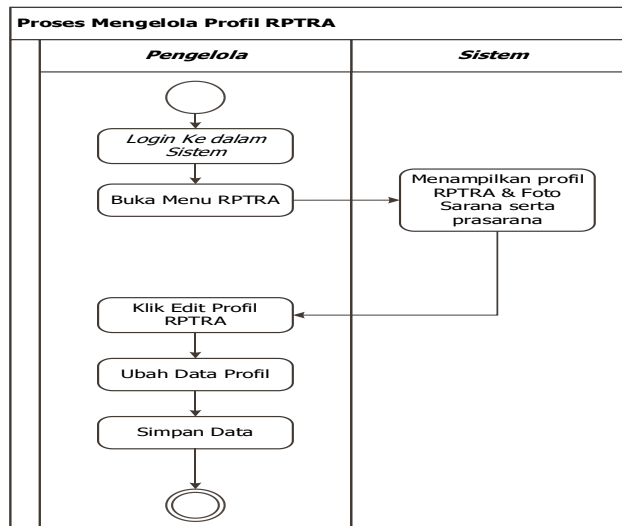 Proses Mengelola Profil RPTRA
Pengelola
Sistem
Login Ke dalam
Sistem
Buka Menu RPTRA
Menampilkan profil
RPTRA & Foto
Sarana serta
prasarana
Klik Edit Profil
RPTRA
Ubah Data Profil
Simpan Data